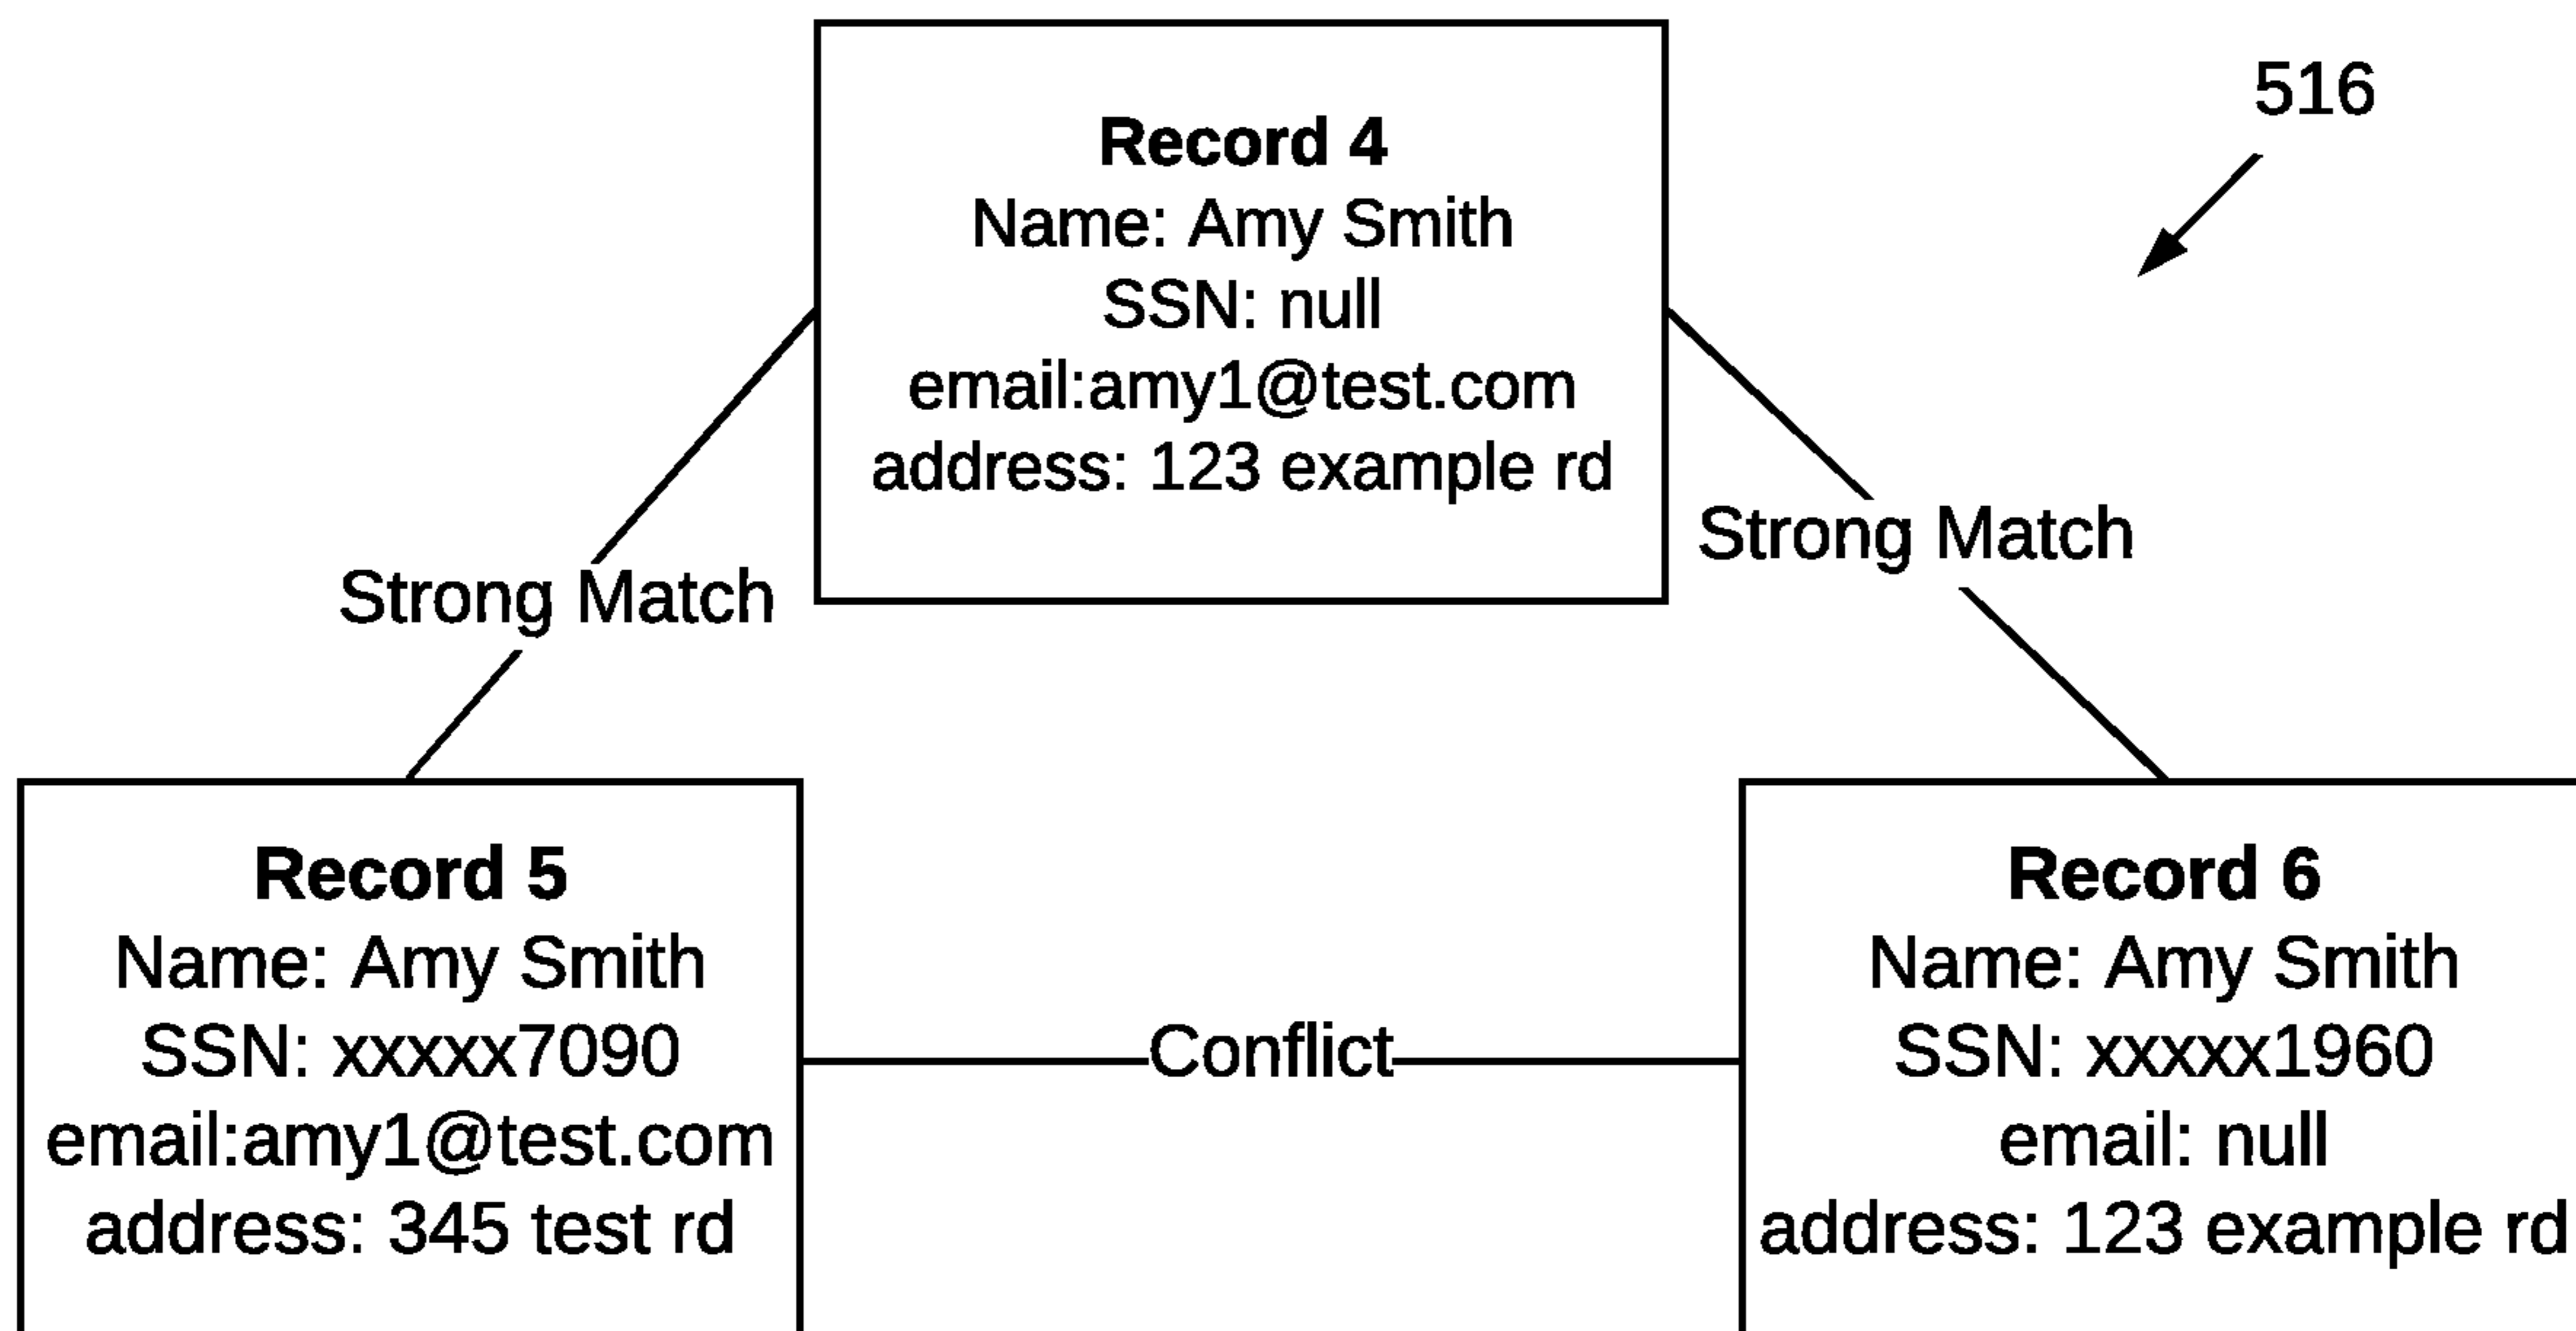 516
Record 4
Name: Amy Smith
SSN: null
email:amy1@test.com
address: 123 example rd
Strong Match
Strong Match
Record 5
Name: Amy Smith
SSN: xxxxx7090
email:amy1@test.com
address: 345 test rd
Conflict
Record 6
Name: Amy Smith
SSN: xxxxx1960
email: null
address: 123 example rd